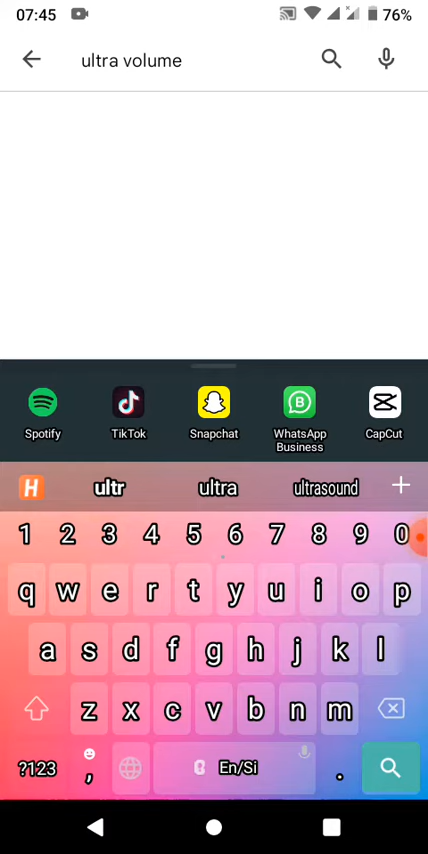 07:45 76%
ultra volume
Spotify TikTok Snapchat WhatsApp Business CapCut
H ultr ultra ultrasound +
1 2 3 4 5 6 7 8 9 0
q w e r t y u i o p
a s d f g h j k l
z x c v b n m
?123 , En/Si .